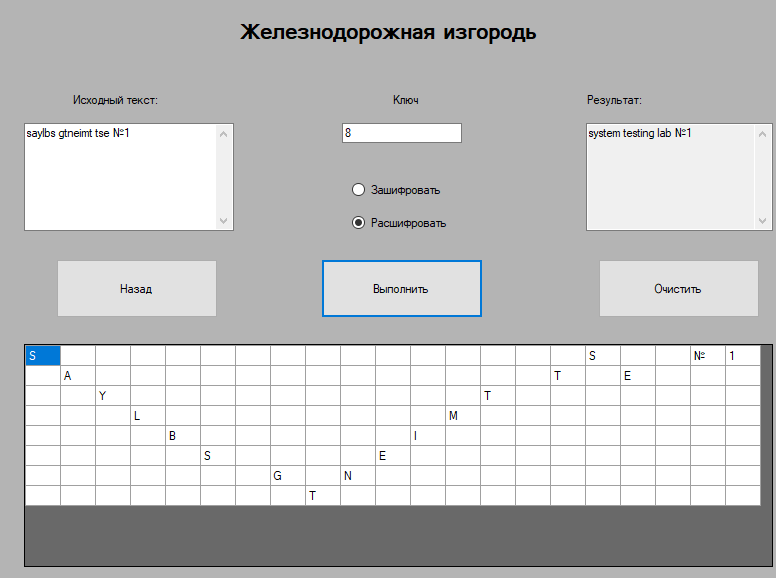 Железнодорожная изгородь
Исходный текст:
Ключ
Результат:
saylbs gtneimt tse №1
8
system testing lab №1
Зашифровать
Расшифровать
Назад
Выполнить
Очистить
S S № 1
A T E
Y T
L M
B I
S E
G N
T